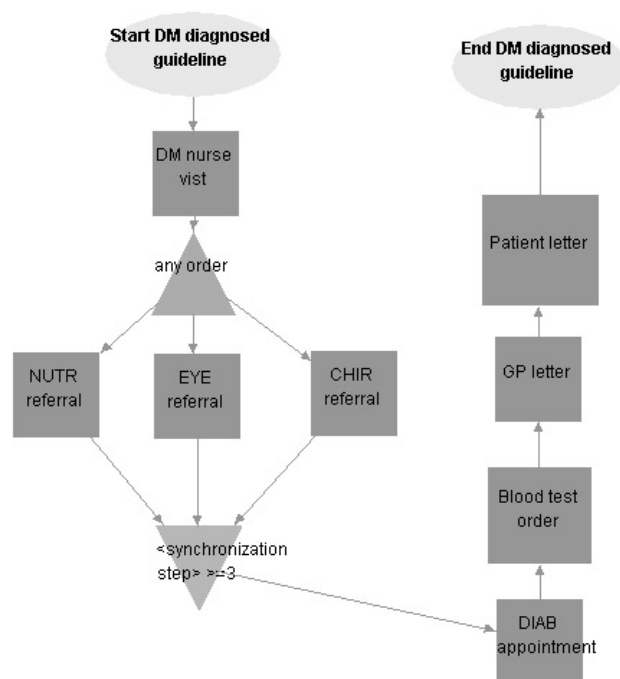 Start DM diagnosed
guideline
DM nurse
vist
any order
NUTR
referral
EYE
referral
CHIR
referral
<synchronization
step> >=3
DIAB
appointment
Blood test
order
GP letter
Patient letter
End DM diagnosed
guideline